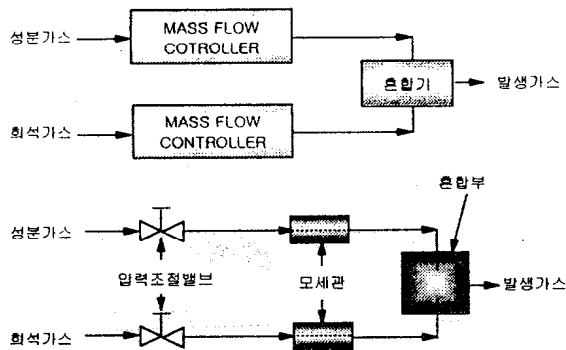 성분가스
MASS FLOW
COTROLLER
혼합기
발생가스
희석가스
MASS FLOW
CONTROLLER
혼합부
성분가스
압력조절밸브
모세관
발생가스
희석가스